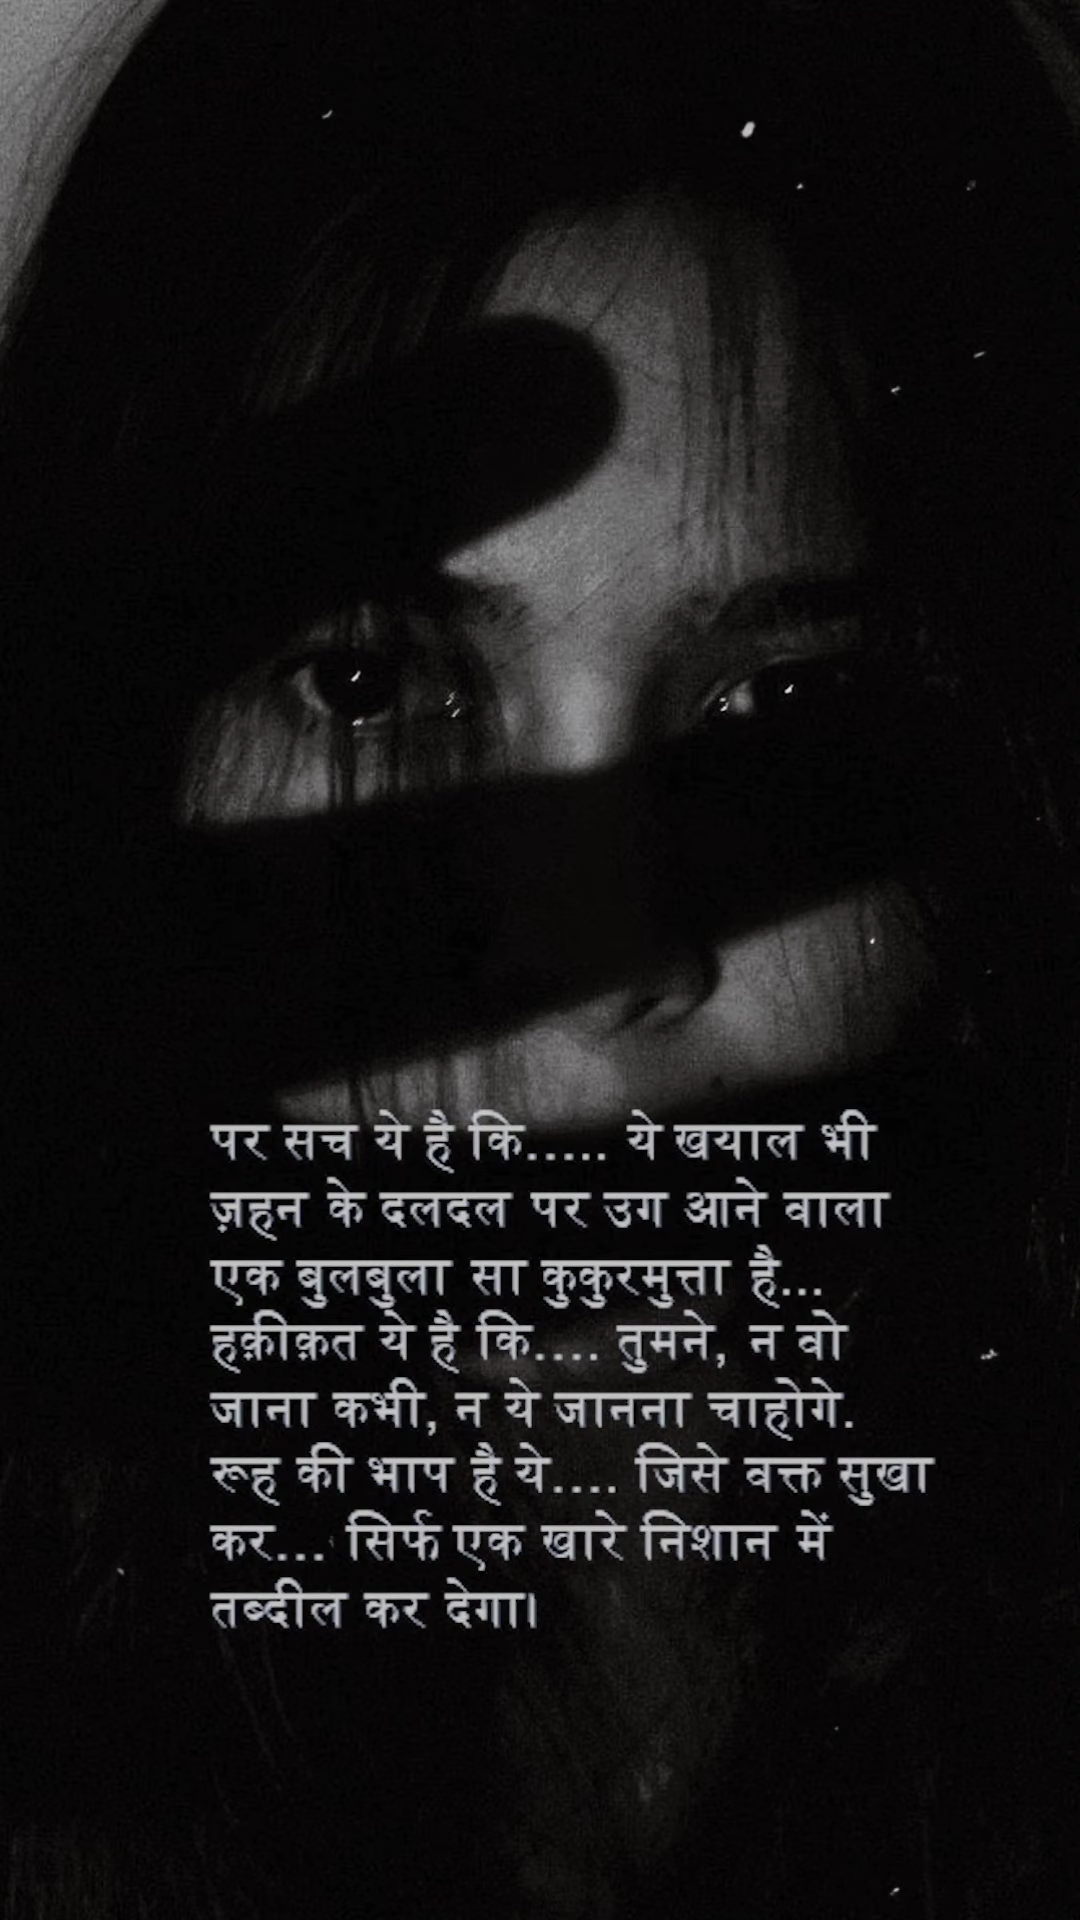 पर सच ये है कि..... ये खयाल भी
ज़हन के दलदल पर उग आने वाला
एक बुलबुला सा कुकुरमुत्ता है...
हक़ीक़त ये है कि.... तुमने, न वो
जाना कभी, न ये जानना चाहोगे.
रूह की भाप है ये.... जिसे वक्त सुखा
कर... सिर्फ एक खारे निशान में
तब्दील कर देगा।